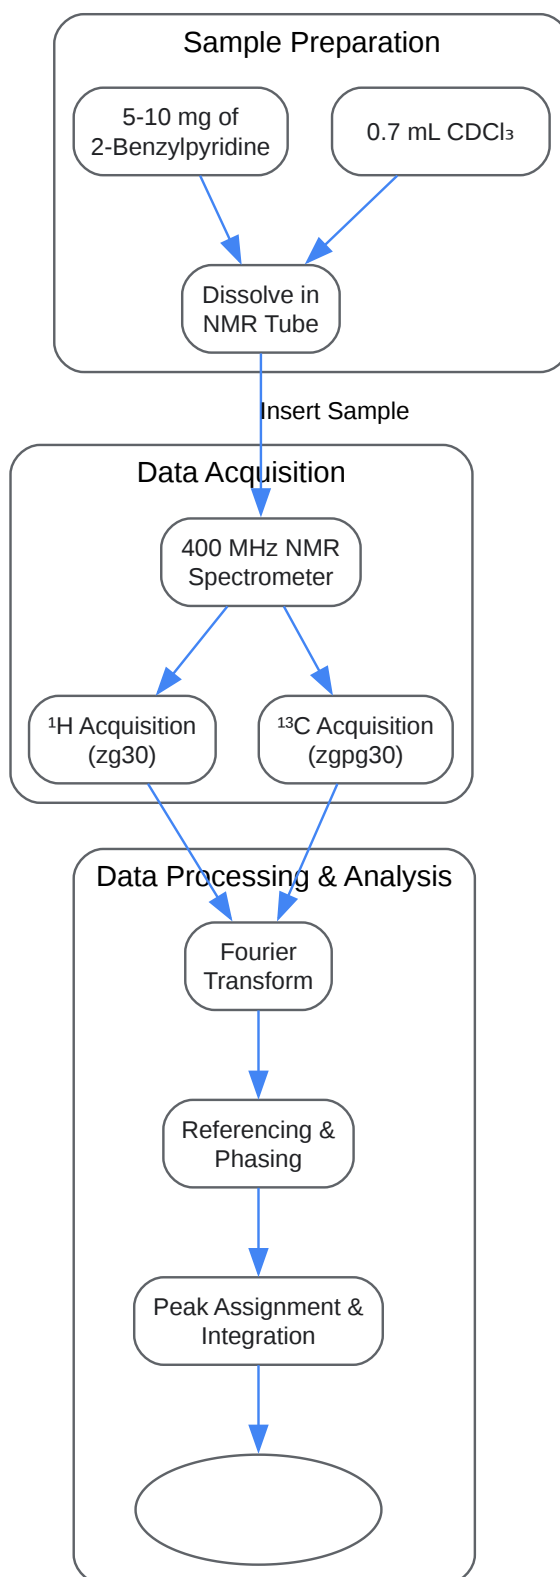 Sample Preparation
5-10 mg of
2-Benzylpyridine
0.7 mL CDCl₃
Dissolve in
NMR Tube
Insert Sample
Data Acquisition
400 MHz NMR
Spectrometer
¹H Acquisition
(zg30)
¹³C Acquisition
(zgpg30)
Data Processing & Analysis
Fourier
Transform
Referencing &
Phasing
Peak Assignment &
Integration